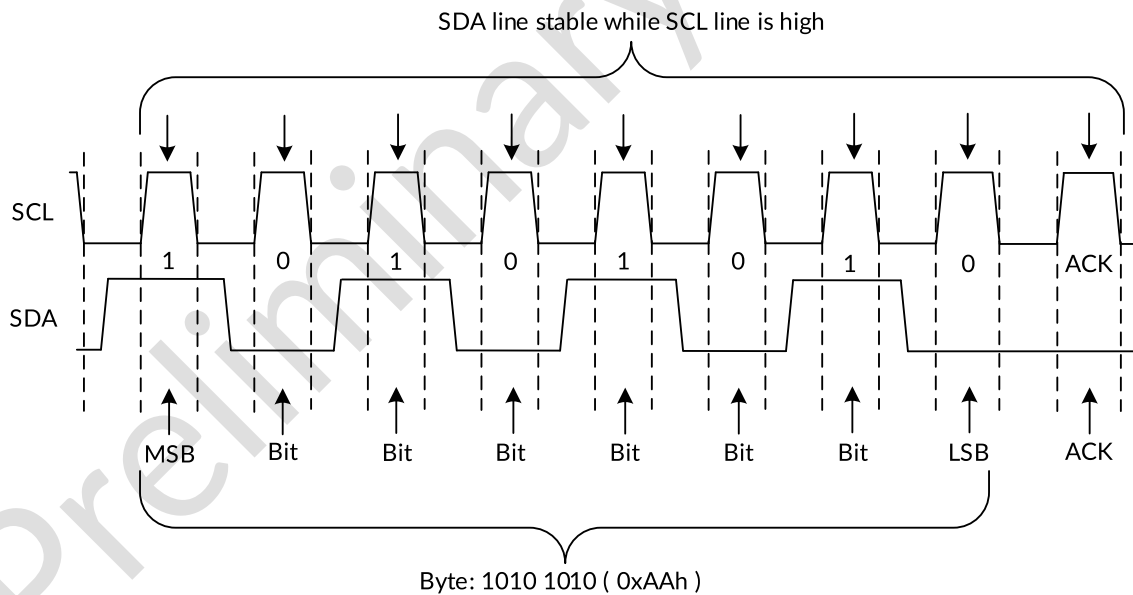 SDA line stable while SCL line is high
SCL
1 0 1 0 1 0 1 0 ACK
SDA
MSB Bit Bit Bit Bit Bit Bit LSB ACK
Byte: 1010 1010 ( 0xAAh )
Preliminary